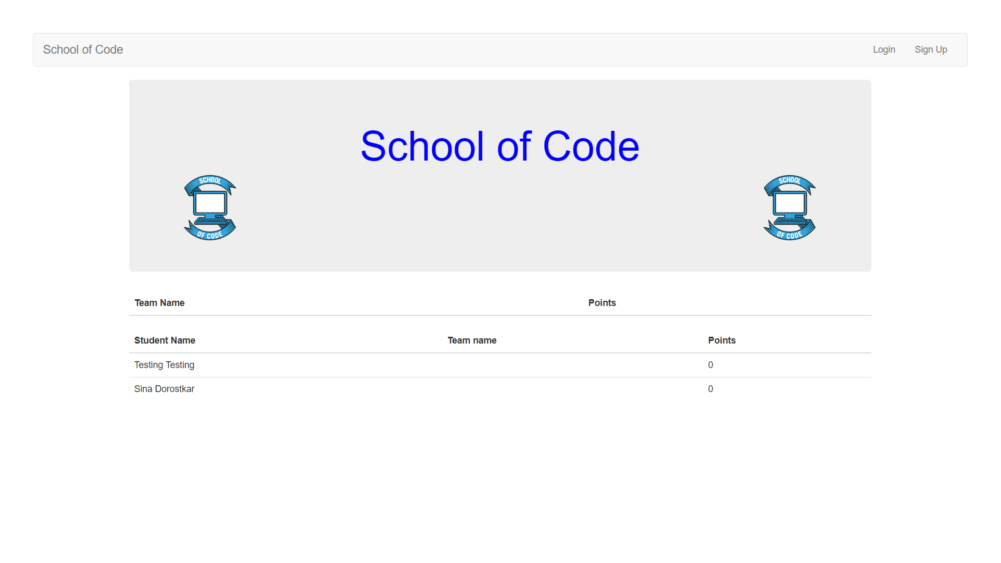 School of Code Login Sign Up
School of Code
SCHOOL
OF CODE
SCHOOL
OF CODE
Team Name Points
Student Name Team name Points
Testing Testing 0
Sina Dorostkar 0